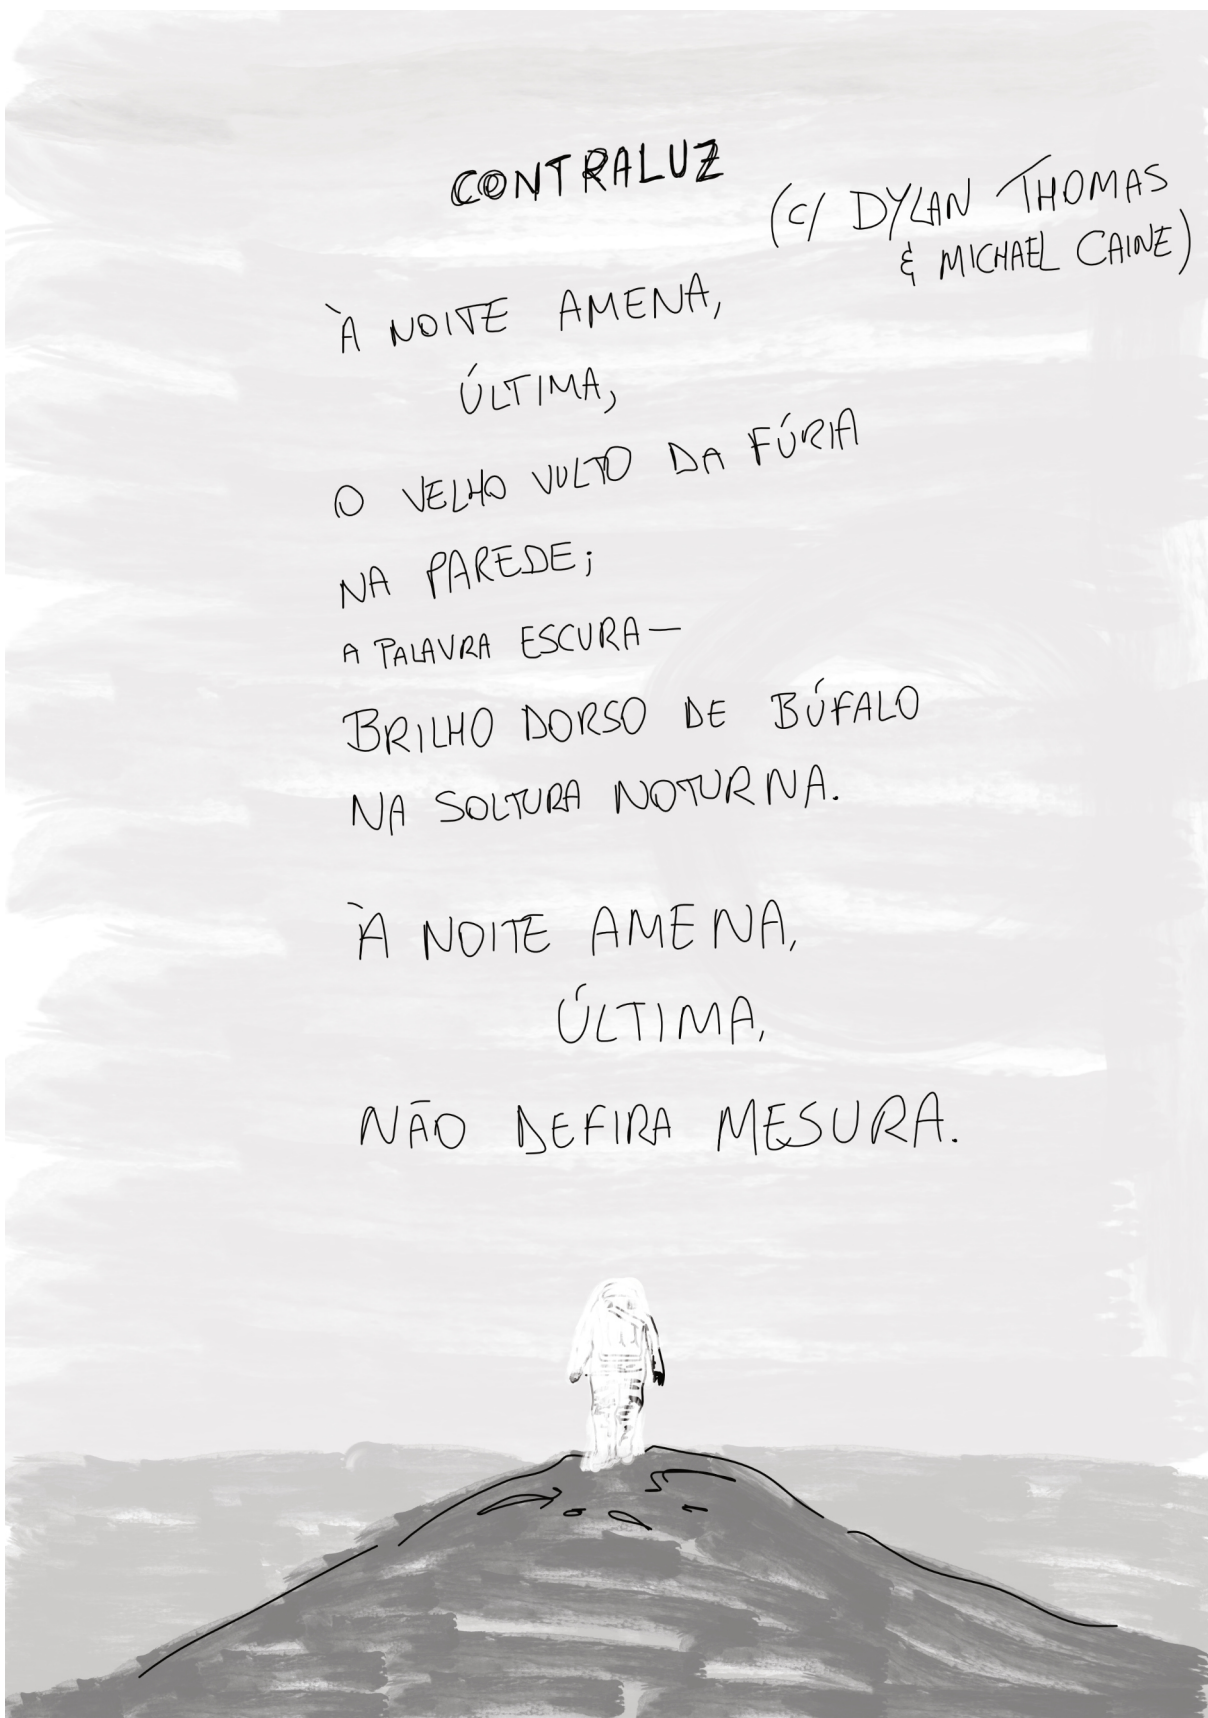 CONTRALUZ
(C/ DYLAN THOMAS
& MICHAEL CAINE)
À NOITE AMENA,
ÚLTIMA,
O VELHO VULTO DA FÚRIA
NA PAREDE;
A PALAVRA ESCURA—
BRILHO DORSO DE BÚFALO
NA SOLTURA NOTURNA.
À NOITE AMENA,
ÚLTIMA,
NÃO DEFIRA MESURA.